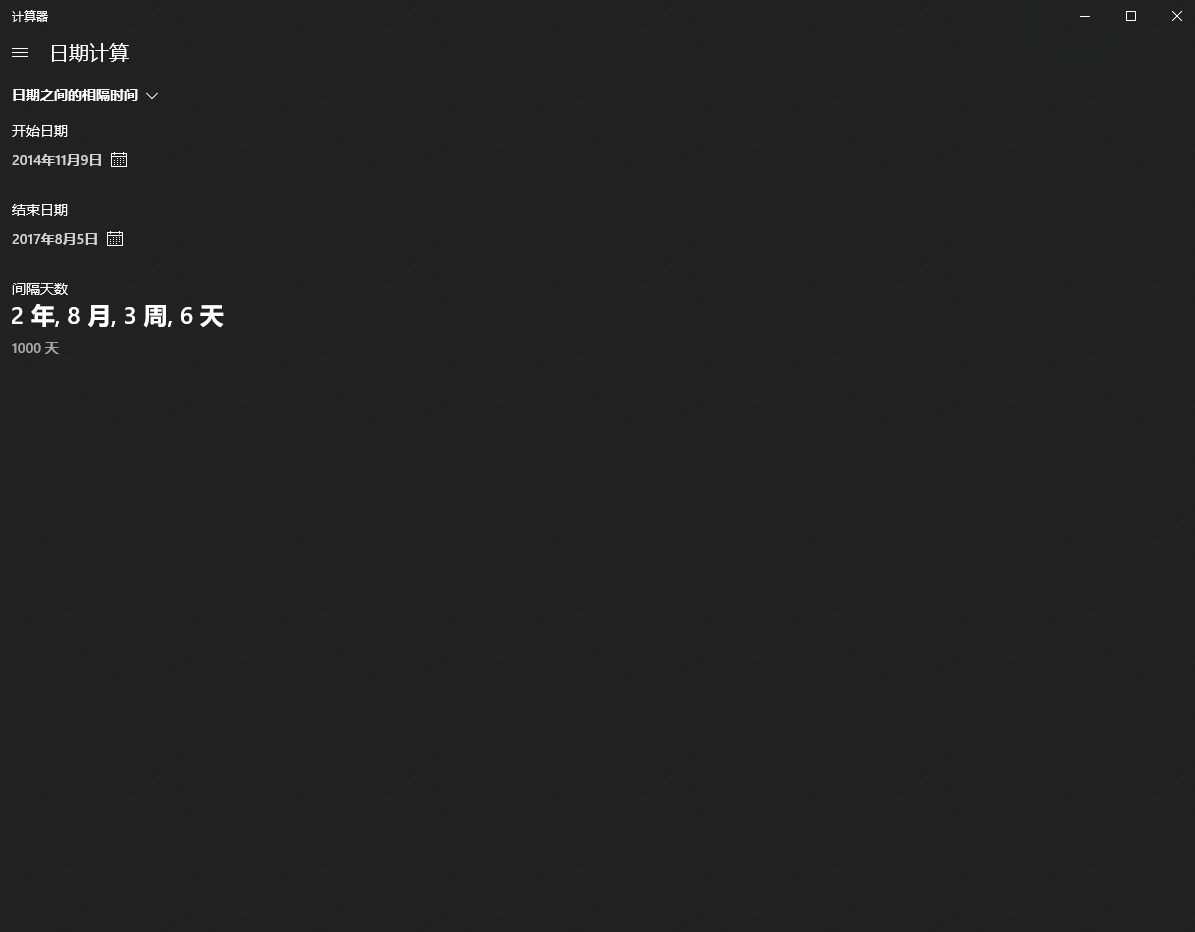 计算器
日期计算
日期之间的相隔时间
开始日期
2014年11月9日
结束日期
2017年8月5日
间隔天数
2 年, 8 月, 3 周, 6 天
1000 天